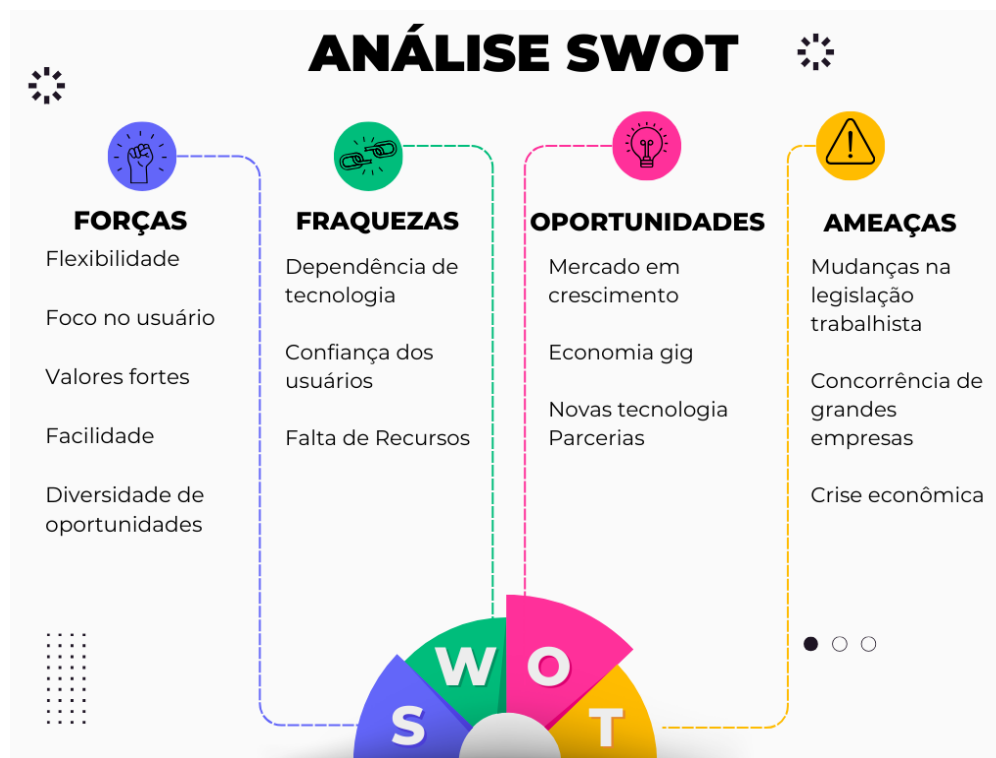 ANÁLISE SWOT
FORÇAS
Flexibilidade
Foco no usuário
Valores fortes
Facilidade
Diversidade de
oportunidades
FRAQUEZAS
Dependência de
tecnologia
Confiança dos
usuários
Falta de Recursos
OPORTUNIDADES
Mercado em
crescimento
Economia gig
Novas tecnologia
Parcerias
AMEAÇAS
Mudanças na
legislação
trabalhista
Concorrência de
grandes
empresas
Crise econômica
S
W
O
T